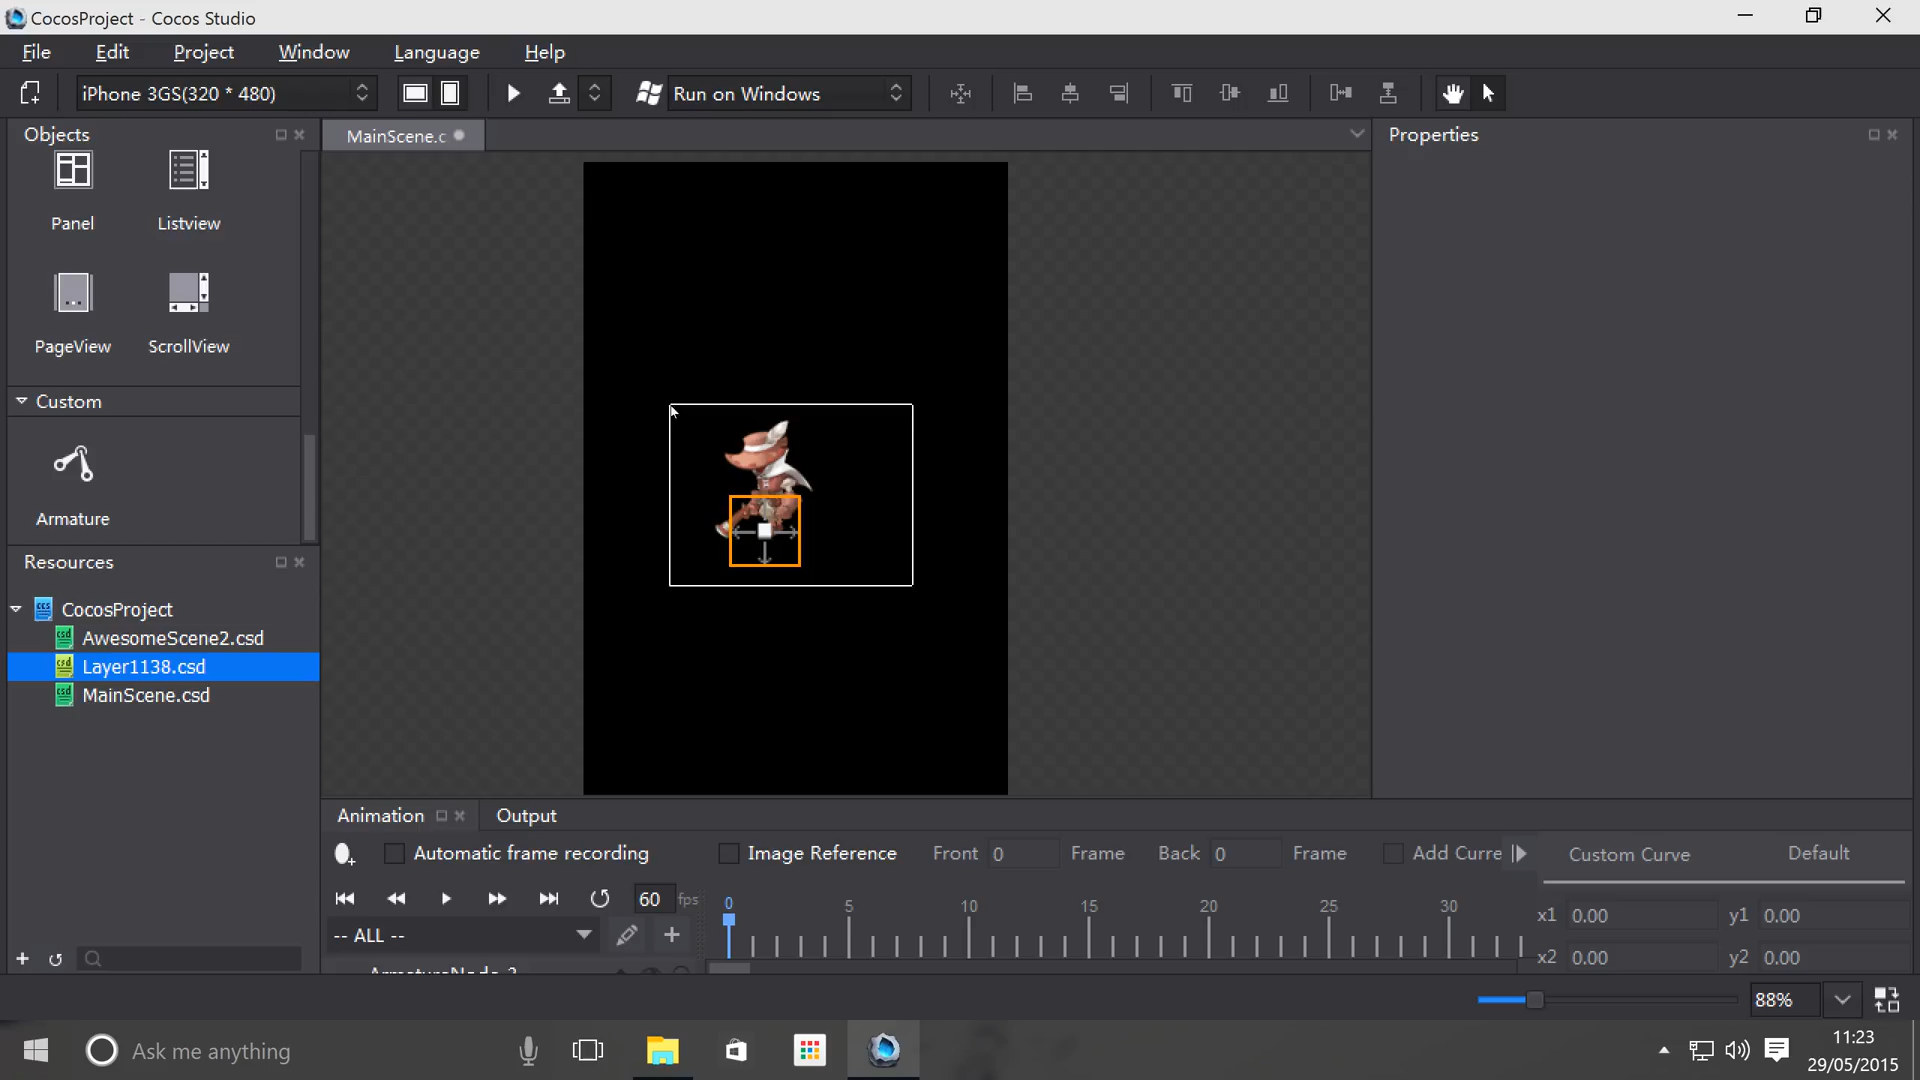 CocosProject - Cocos Studio
File Edit Project Window Language Help
iPhone 3GS(320 * 480) Run on Windows
Objects
MainScene.c
Properties
Panel Listview
PageView ScrollView
Custom
Armature
Resources
CocosProject
AwesomeScene2.csd
Layer1138.csd
MainScene.csd
Animation Output
Automatic frame recording Image Reference Front 0 Frame Back 0 Frame Add Curre Custom Curve Default
60 fps 0 5 10 15 20 25 30
-- ALL --
x1 0.00 y1 0.00
x2 0.00 y2 0.00
88%
Ask me anything
11:23
29/05/2015